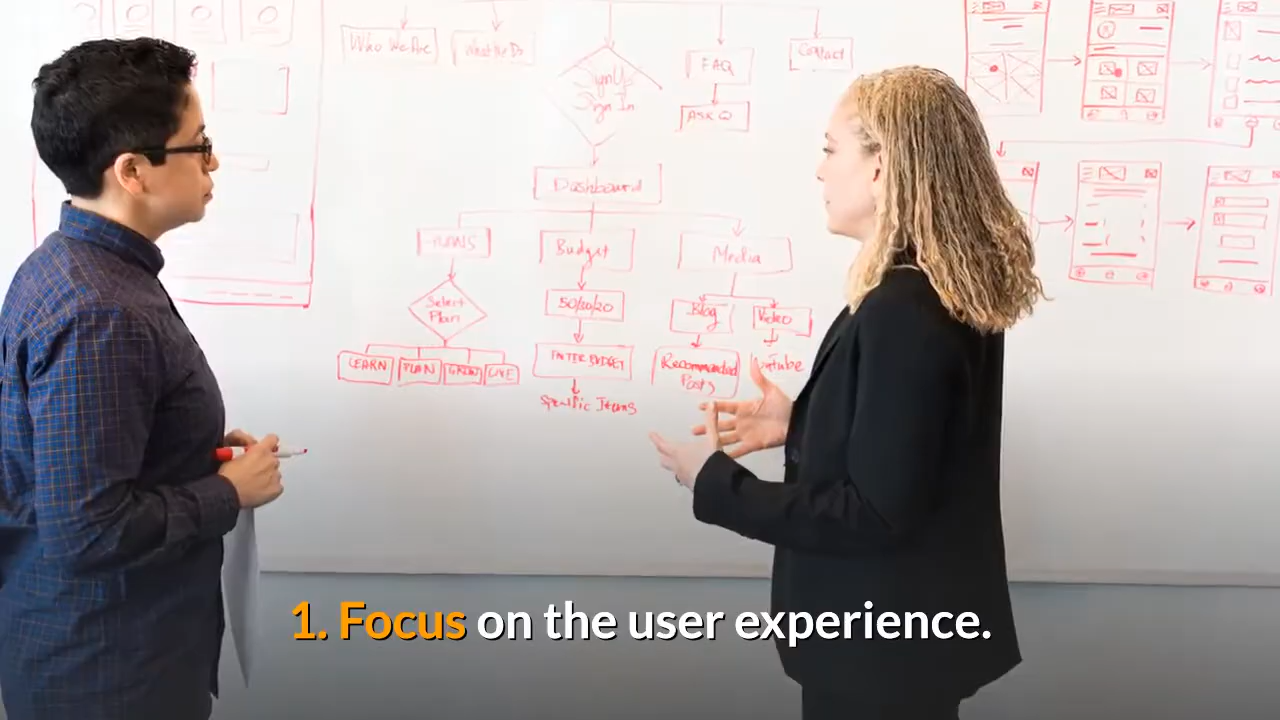 Who We Are
What We Do
Sign Up
Sign In
FAQ
Contact
ASK Q
Dashboard
PLANS
Budget
Media
Select
Plan
50/30/20
Blog
Video
LEARN
PLAN
GROW
LIVE
ENTER BUDGET
Recommended
Posts
YouTube
Specific Items
1. Focus on the user experience.